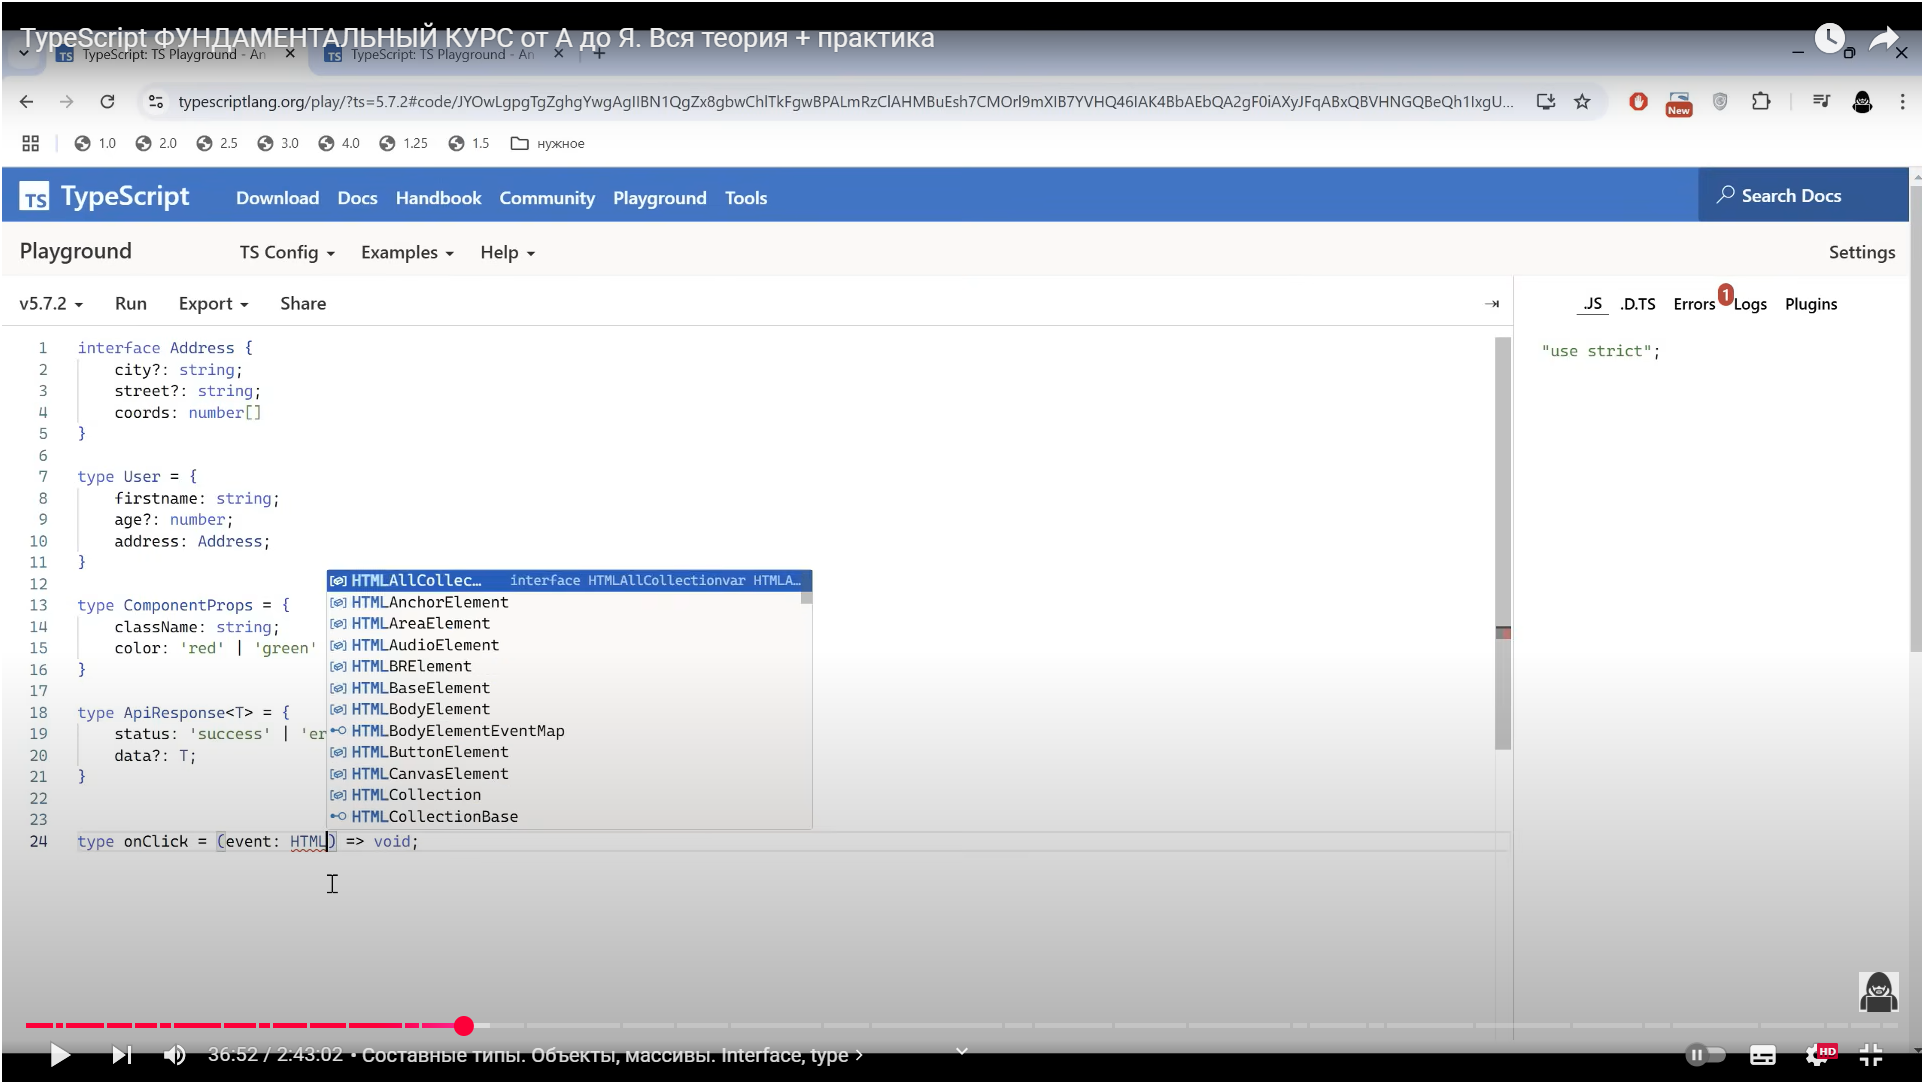 TypeScript ФУНДАМЕНТАЛЬНЫЙ КУРС от А до Я. Вся теория + практика
TypeScript: TS Playground - An
TypeScript: TS Playground - An
typescriptlang.org/play/?ts=5.7.2#code/
New
1.0 2.0 2.5 3.0 4.0 1.25 1.5 нужное
TS TypeScript Download Docs Handbook Community Playground Tools Search Docs
Playground TS Config Examples Help Settings
v5.7.2 Run Export Share
.JS .D.TS Errors 1 Logs Plugins
"use strict";
1 interface Address {
2 city?: string;
3 street?: string;
4 coords: number[]
5 }
6
7 type User = {
8 firstname: string;
9 age?: number;
10 address: Address;
11 }
12
13 type ComponentProps = {
14 className: string;
15 color: 'red' | 'green'
16 }
17
18 type ApiResponse<T> = {
19 status: 'success' | 'er
20 data?: T;
21 }
22
23
24 type onClick = (event: HTML) => void;
HTMLAllCollec… interface HTMLAllCollectionvar HTMLA…
HTMLAnchorElement
HTMLAreaElement
HTMLAudioElement
HTMLBRElement
HTMLBaseElement
HTMLBodyElement
HTMLBodyElementEventMap
HTMLButtonElement
HTMLCanvasElement
HTMLCollection
HTMLCollectionBase
36:52 / 2:43:02 • Составные типы. Объекты, массивы. Interface, type
HD